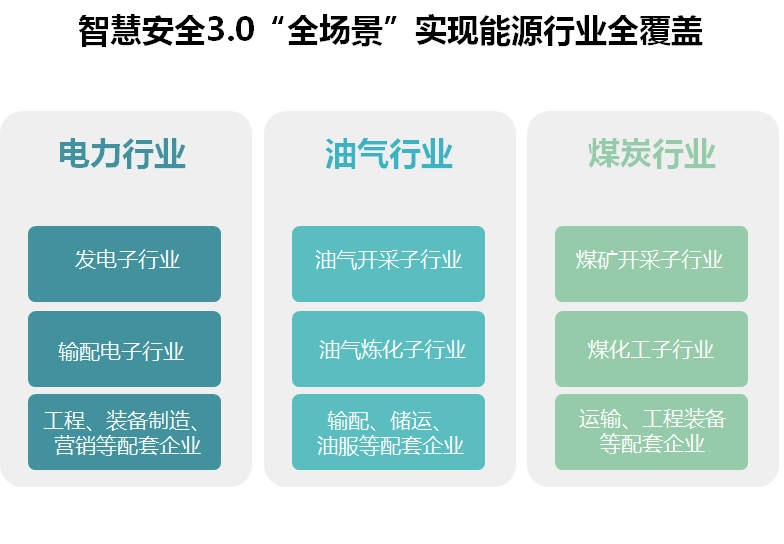 智慧安全3.0“全场景”实现能源行业全覆盖
电力行业
发电子行业
输配电子行业
工程、装备制造、
营销等配套企业
油气行业
油气开采子行业
油气炼化子行业
输配、储运、
油服等配套企业
煤炭行业
煤矿开采子行业
煤化工子行业
运输、工程装备
等配套企业